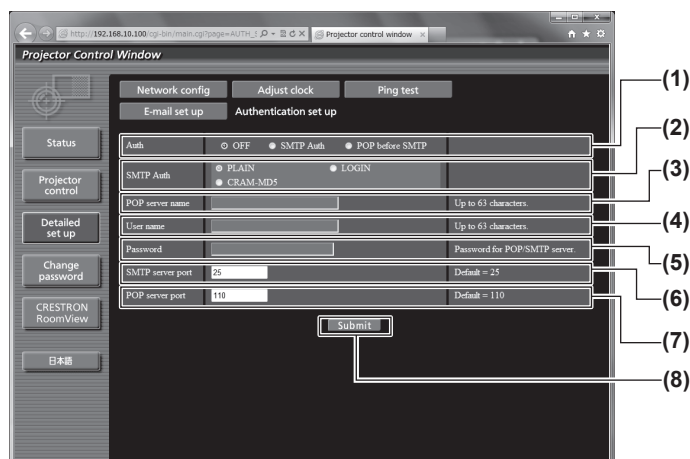 http://192.168.10.100/cgi-bin/main.cgi?page=AUTH_S
Projector control window
Projector Control Window
Network config
Adjust clock
Ping test
E-mail set up
Authentication set up
Status
Projector control
Detailed set up
Change password
CRESTRON RoomView
日本語
Auth OFF SMTP Auth POP before SMTP
SMTP Auth PLAIN LOGIN
CRAM-MD5
POP server name Up to 63 characters.
User name Up to 63 characters.
Password Password for POP/SMTP server.
SMTP server port 25 Default = 25
POP server port 110 Default = 110
Submit
(1)
(2)
(3)
(4)
(5)
(6)
(7)
(8)